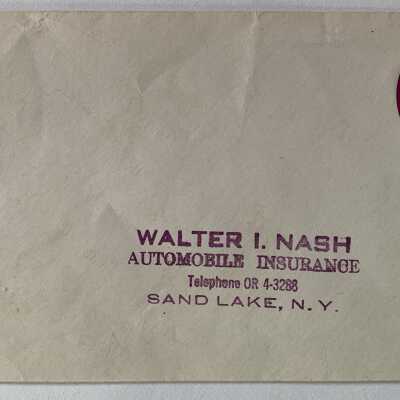 WALTER I. NASH
AUTOMOBILE INSURANCE
Telephone OR 4-3288
SAND LAKE, N. Y.